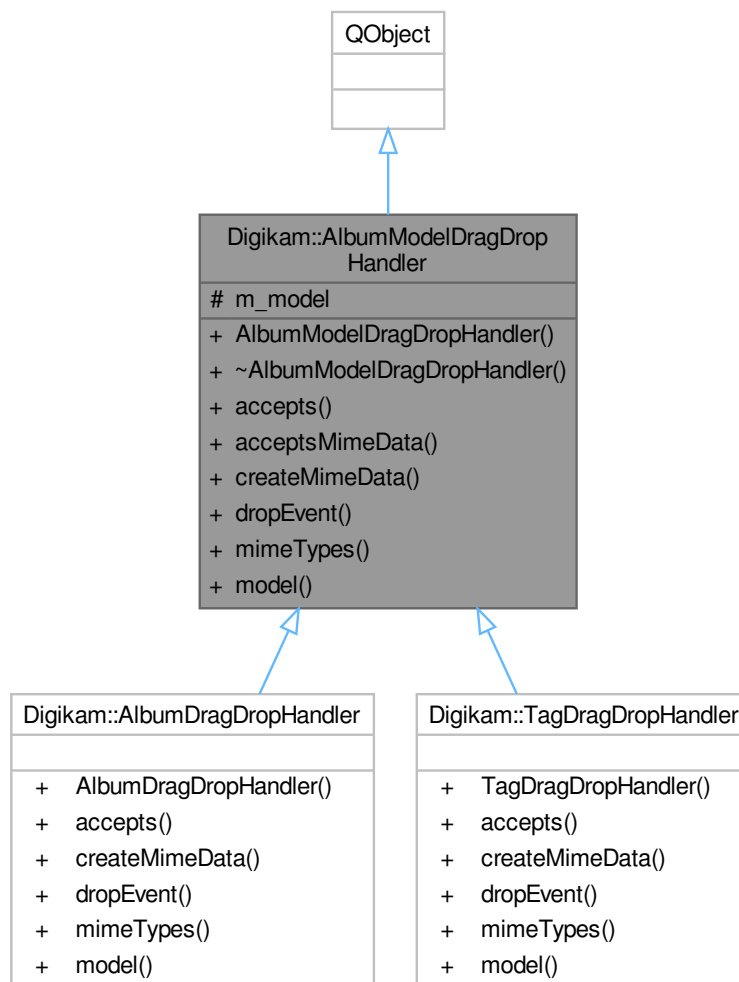 QObject
Digikam::AlbumModelDragDrop
Handler
# m_model
+ AlbumModelDragDropHandler()
+ ~AlbumModelDragDropHandler()
+ accepts()
+ acceptsMimeData()
+ createMimeData()
+ dropEvent()
+ mimeTypes()
+ model()
Digikam::AlbumDragDropHandler
+ AlbumDragDropHandler()
+ accepts()
+ createMimeData()
+ dropEvent()
+ mimeTypes()
+ model()
Digikam::TagDragDropHandler
+ TagDragDropHandler()
+ accepts()
+ createMimeData()
+ dropEvent()
+ mimeTypes()
+ model()